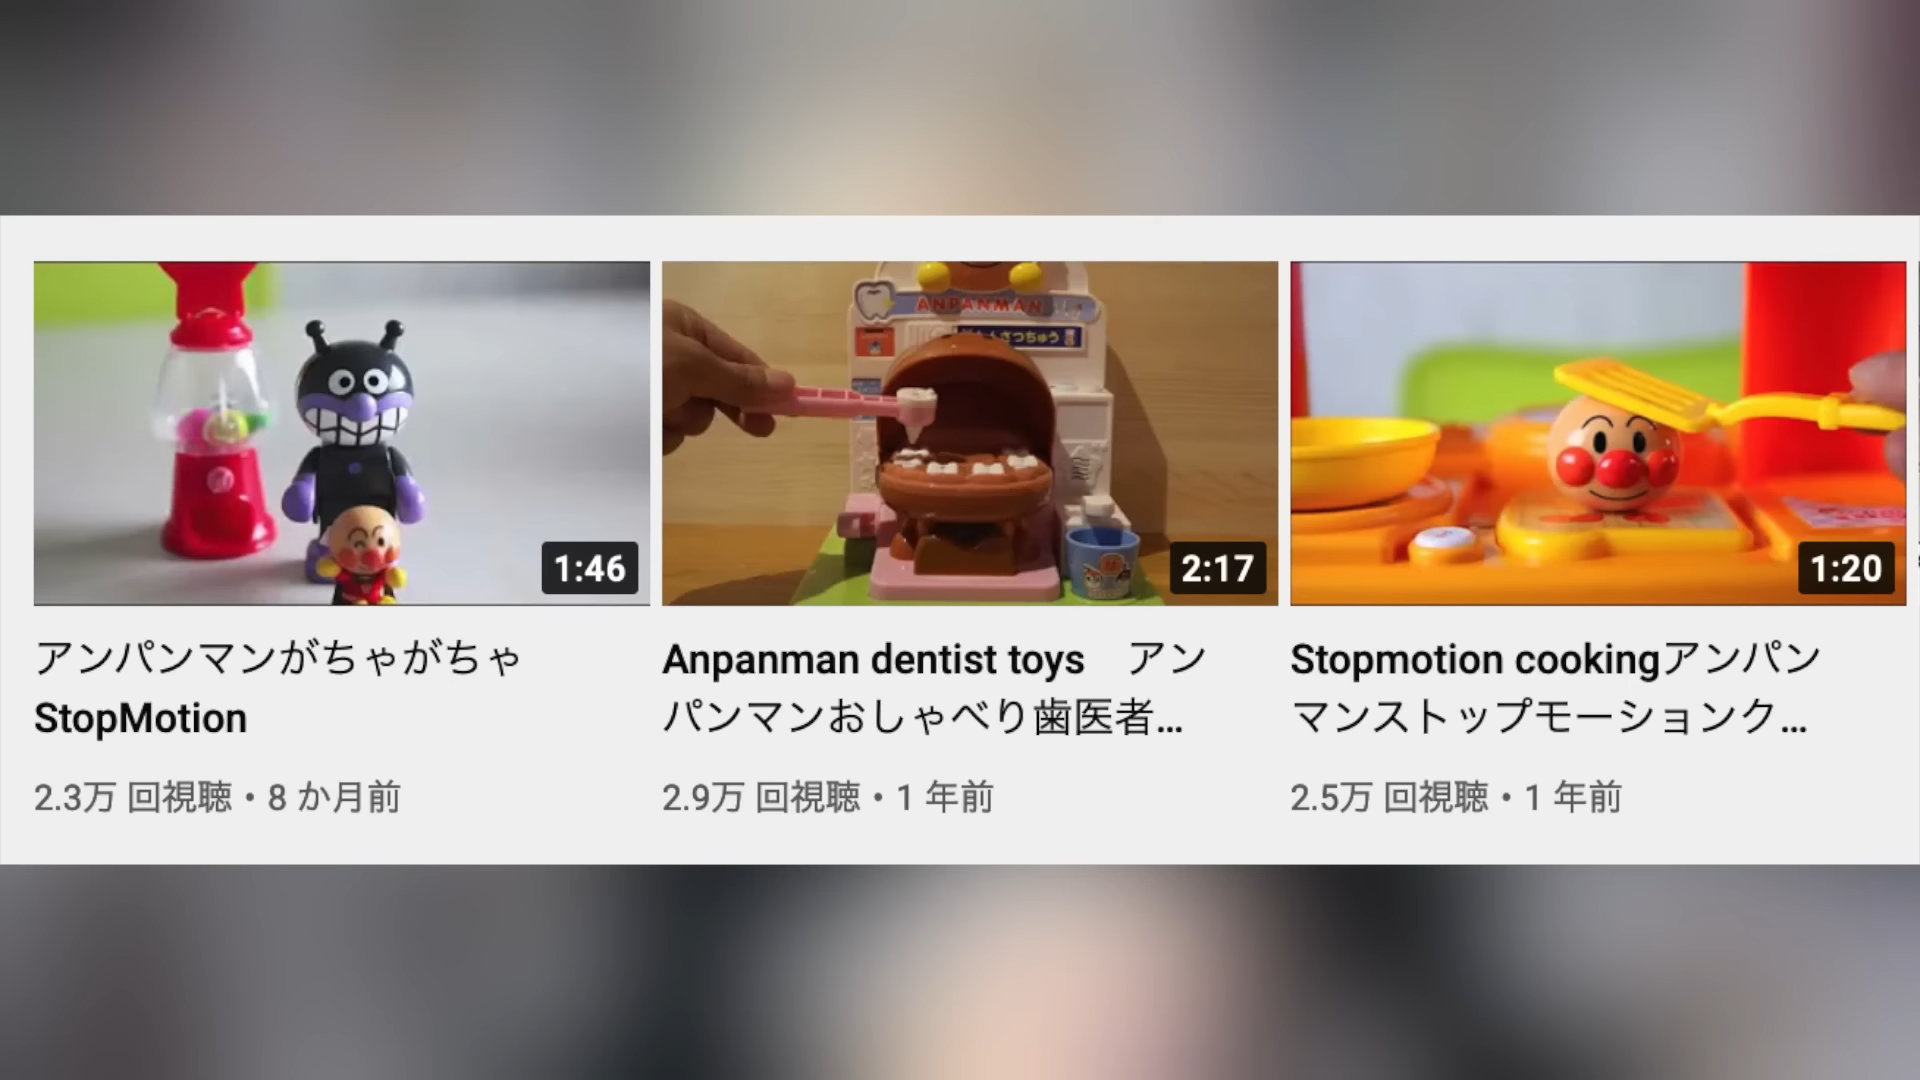 ANPANMAN
1:46
2:17
1:20
アンパンマンがちゃがちゃ
StopMotion
2.3万 回視聴・8 か月前
Anpanman dentist toys　アン
パンマンおしゃべり歯医者...
2.9万 回視聴・1 年前
Stopmotion cookingアンパン
マンストップモーションク...
2.5万 回視聴・1 年前